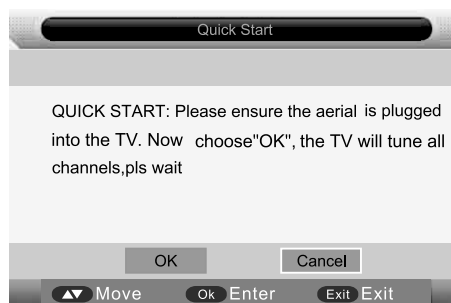 Quick Start
QUICK START: Please ensure the aerial is plugged
into the TV. Now choose"OK", the TV will tune all
channels,pls wait
OK Cancel
▲▼ Move Ok Enter Exit Exit